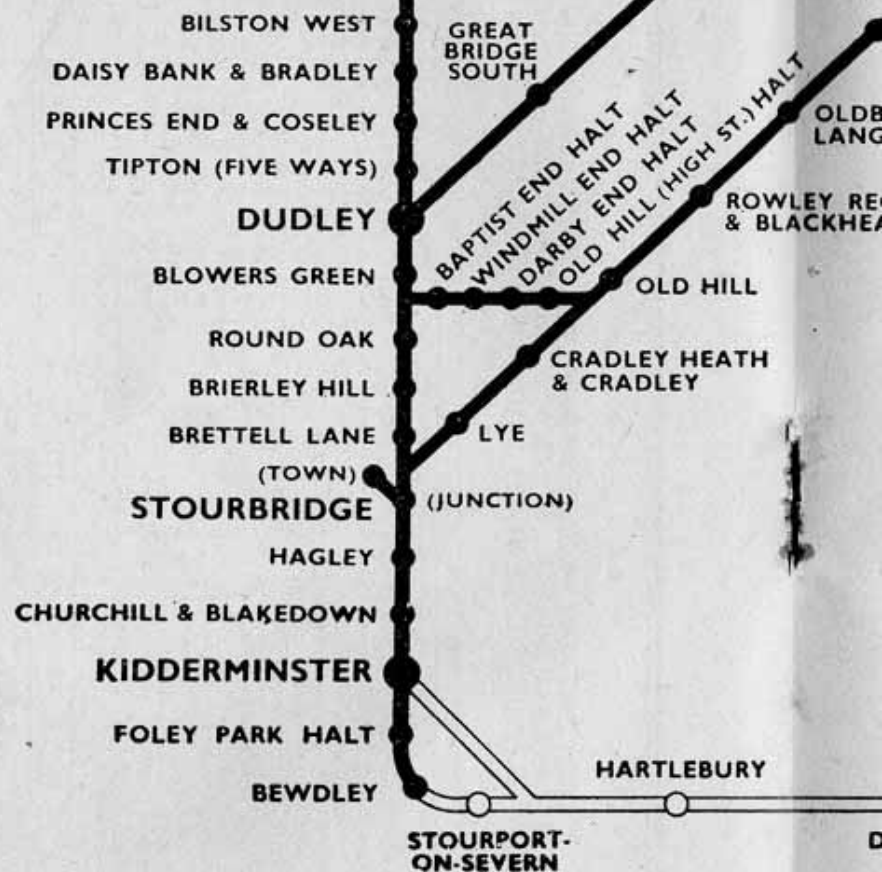 BILSTON WEST
GREAT
BRIDGE
SOUTH
DAISY BANK & BRADLEY
PRINCES END & COSELEY
TIPTON (FIVE WAYS)
DUDLEY
BAPTIST END HALT
WINDMILL END HALT
DARBY END HALT
OLD HILL (HIGH ST.) HALT
OLDB
LANG
ROWLEY REG
& BLACKHEA
BLOWERS GREEN
OLD HILL
ROUND OAK
CRADLEY HEATH
& CRADLEY
BRIERLEY HILL
BRETTELL LANE
LYE
(TOWN)
STOURBRIDGE
(JUNCTION)
HAGLEY
CHURCHILL & BLAKEDOWN
KIDDERMINSTER
FOLEY PARK HALT
HARTLEBURY
BEWDLEY
STOURPORT-
ON-SEVERN
D